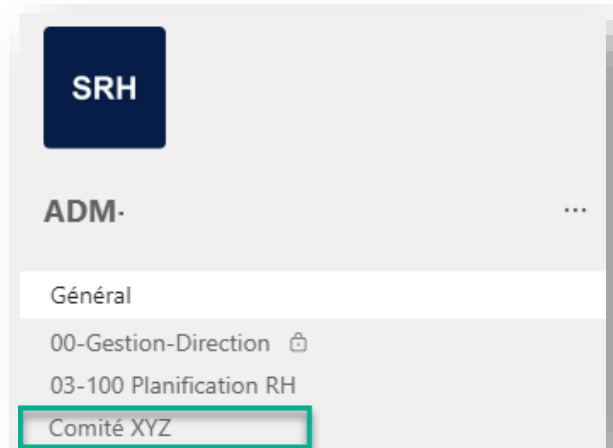 SRH
ADM-
...
Général
00-Gestion-Direction
03-100 Planification RH
Comité XYZ